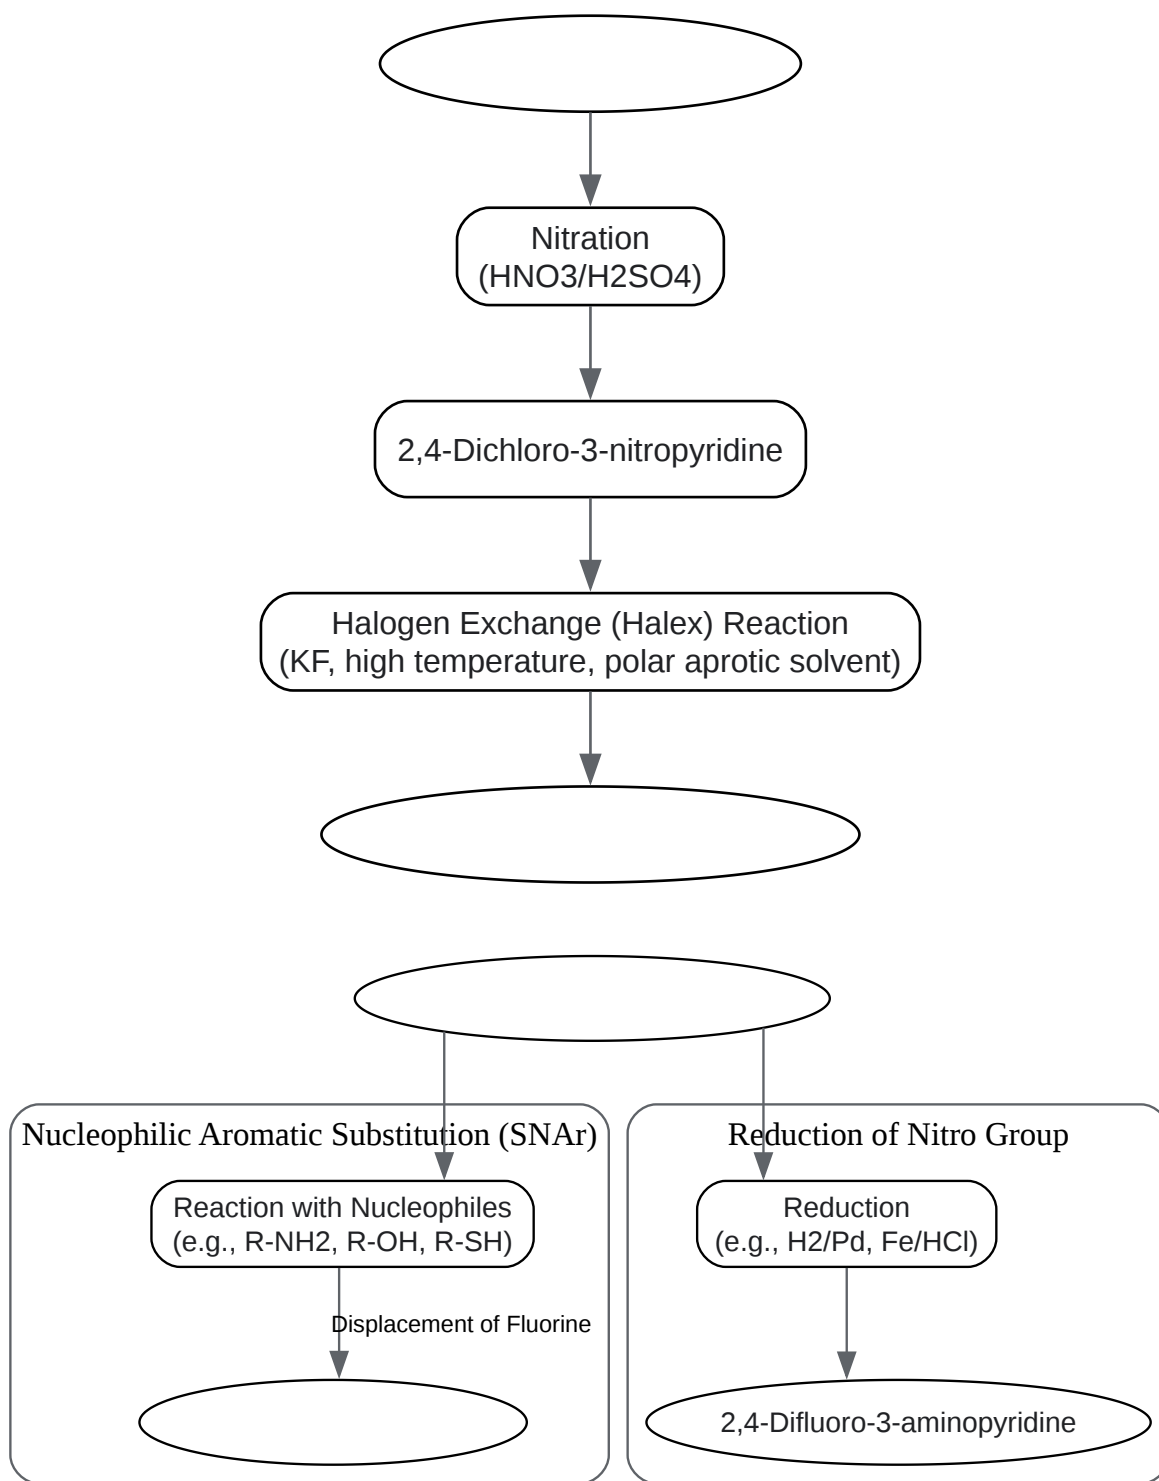 Nitration
(HNO3/H2SO4)
2,4-Dichloro-3-nitropyridine
Halogen Exchange (Halex) Reaction
(KF, high temperature, polar aprotic solvent)
Nucleophilic Aromatic Substitution (SNAr)
Reaction with Nucleophiles
(e.g., R-NH2, R-OH, R-SH)
Displacement of Fluorine
Reduction of Nitro Group
Reduction
(e.g., H2/Pd, Fe/HCl)
2,4-Difluoro-3-aminopyridine